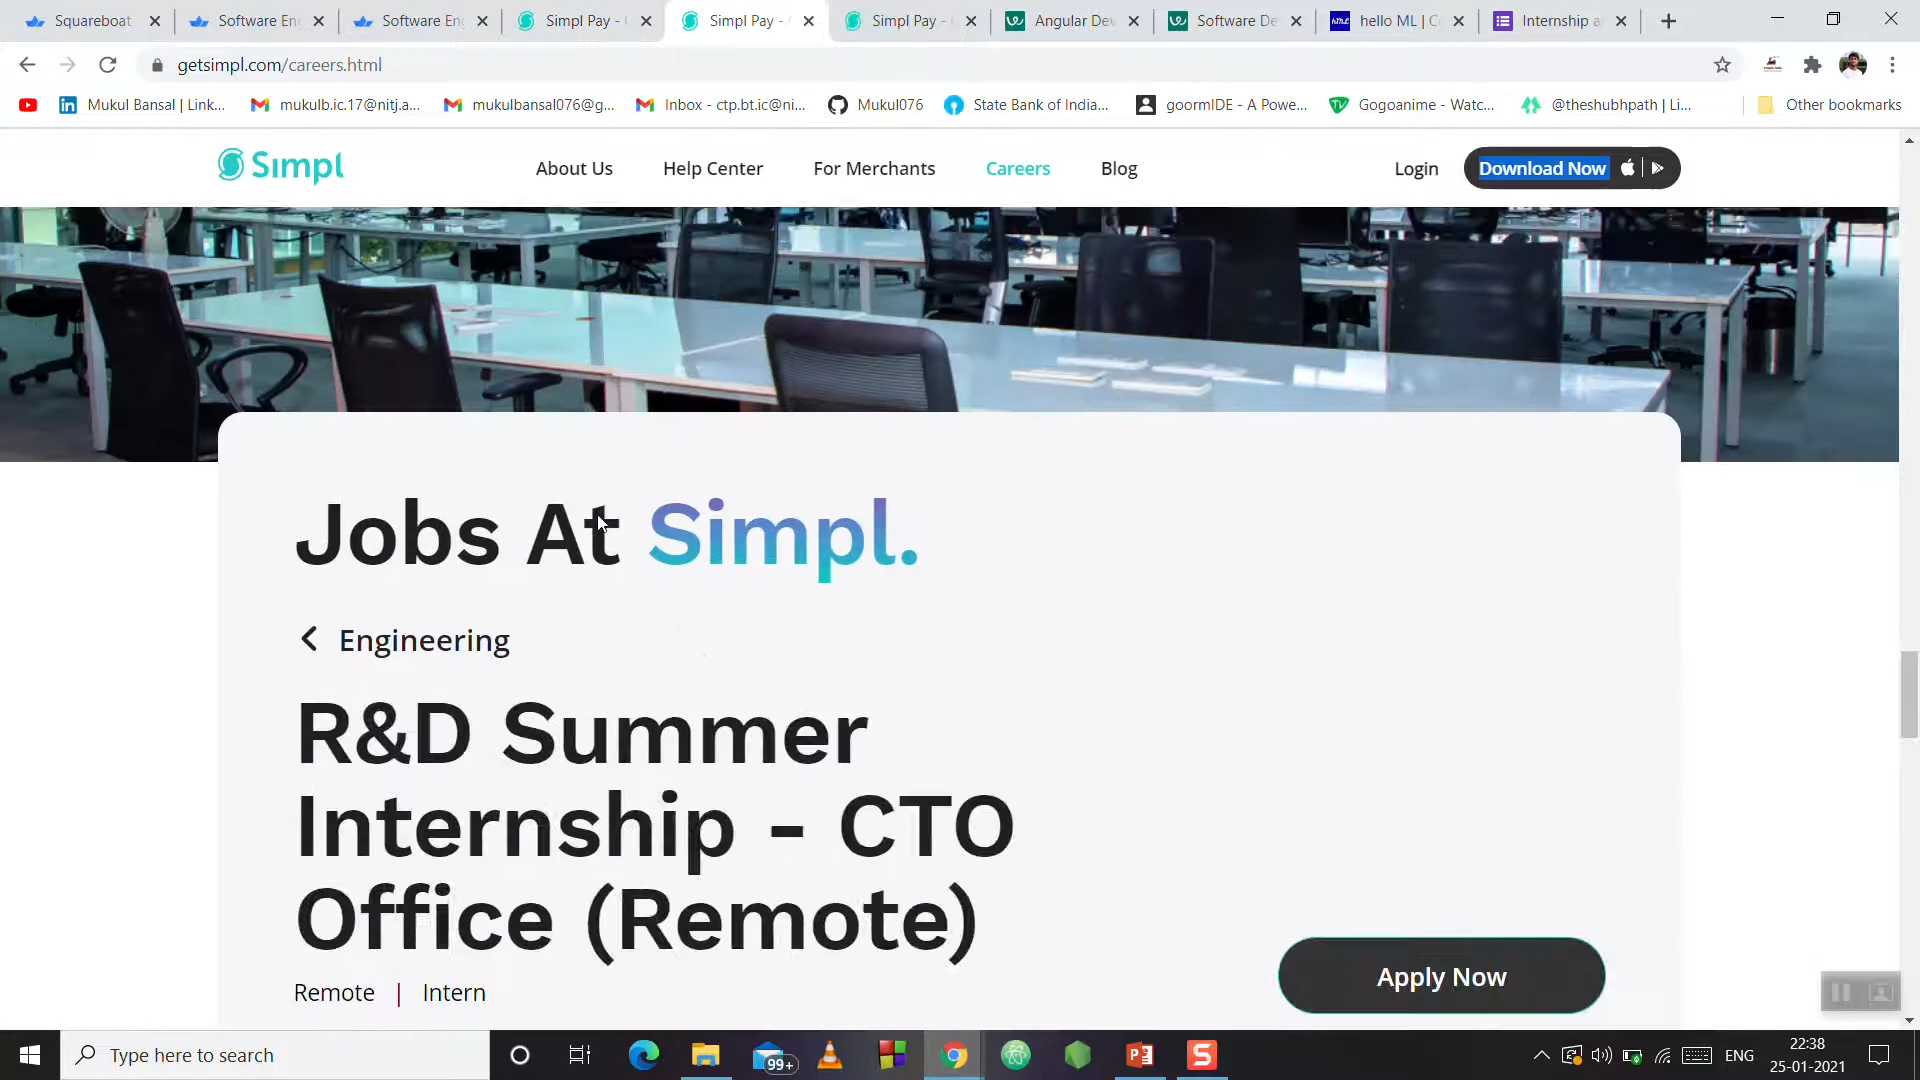 Squareboat
Software En
Software Eng
Simpl Pay - 
Simpl Pay - 
Simpl Pay - 
Angular Dev
Software De
hello ML | C
Internship a
getsimpl.com/careers.html
Mukul Bansal | Link...
mukulb.ic.17@nitj.a...
mukulbansal076@g...
Inbox - ctp.bt.ic@ni...
Mukul076
State Bank of India...
goormIDE - A Powe...
Gogoanime - Watc...
@theshubhpath | Li...
Other bookmarks
Simpl
About Us
Help Center
For Merchants
Careers
Blog
Login
Download Now
Jobs At Simpl.
Engineering
R&D Summer
Internship - CTO
Office (Remote)
Remote | Intern
Apply Now
Type here to search
99+
ENG
22:38
25-01-2021